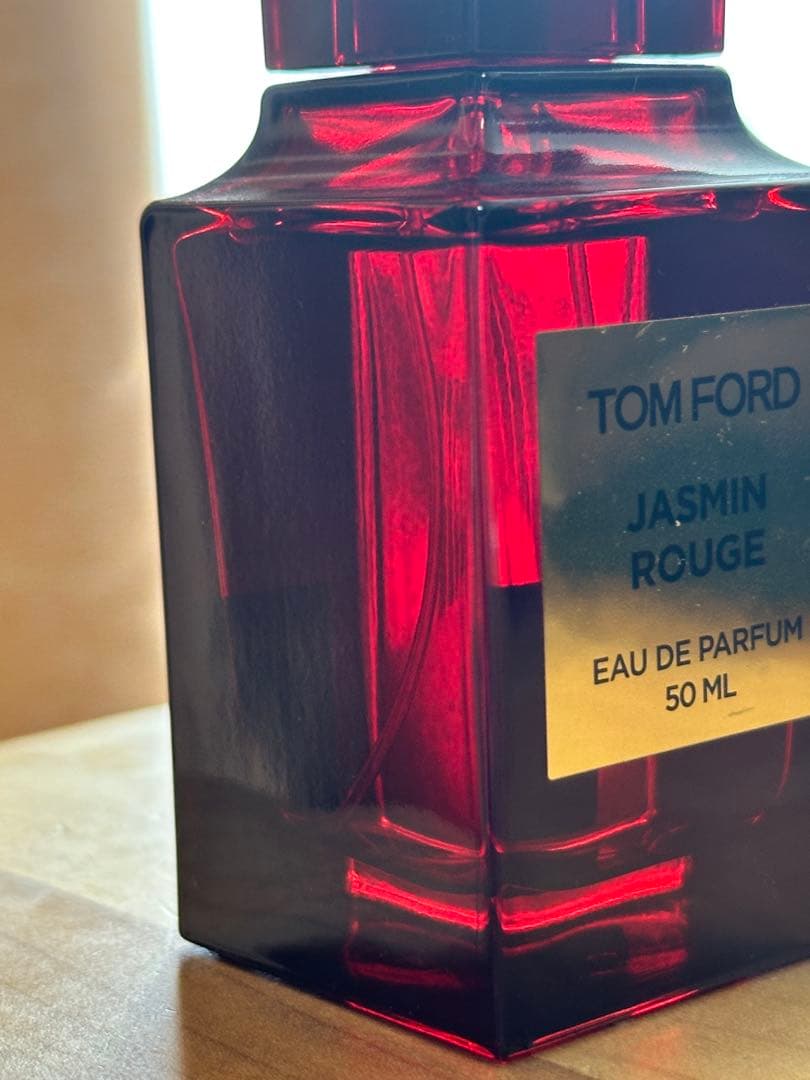 TOM FORD
JASMIN
ROUGE
EAU DE PARFUM
50 ML